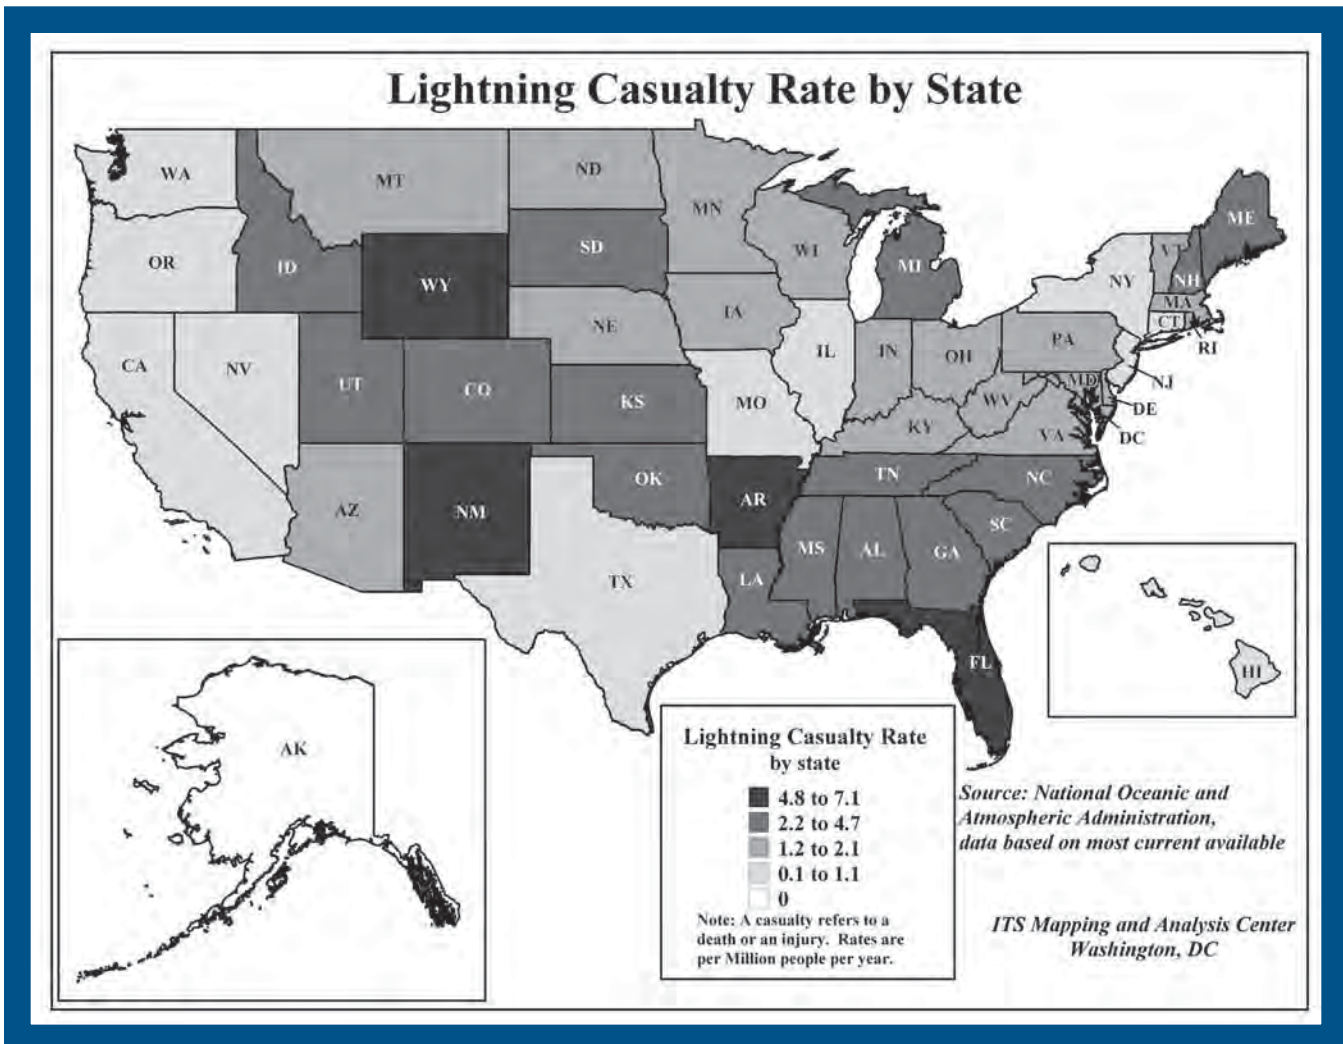 Lightning Casualty Rate by State
WA
MT
ND
MN
ME
OR
ID
SD
WI
MI
VT
NH
WY
NY
MA
CT
RI
NE
IA
PA
CA
NV
IL
IN
OH
NJ
UT
CO
MD
KS
MO
WV
DE
KY
VA
DC
TN
OK
NC
AR
AZ
NM
SC
MS
AL
GA
LA
TX
FL
HI
AK
Lightning Casualty Rate
by state
4.8 to 7.1
2.2 to 4.7
1.2 to 2.1
0.1 to 1.1
0
Note: A casualty refers to a
death or an injury. Rates are
per Million people per year.
Source: National Oceanic and
Atmospheric Administration,
data based on most current available
ITS Mapping and Analysis Center
Washington, DC